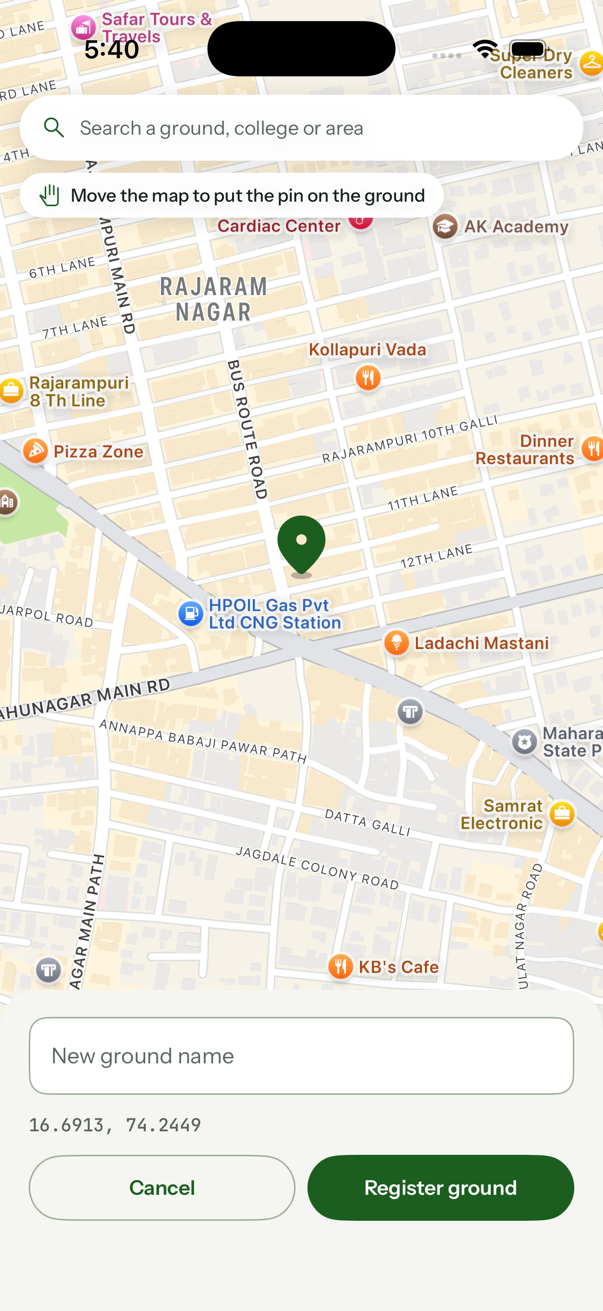 Safar Tours &
Travels
5:40
Super Dry
Cleaners
RD LANE
Search a ground, college or area
4TH
LAN
Move the map to put the pin on the ground
Cardiac Center
AK Academy
MPURI MAIN RD
6TH LANE
RAJARAM
NAGAR
7TH LANE
Kollapuri Vada
Rajarampuri
8 Th Line
BUS ROUTE ROAD
RAJARAMPURI 10TH GALLI
Pizza Zone
Dinner
Restaurants
11TH LANE
12TH LANE
HPOIL Gas Pvt
Ltd CNG Station
JARPOL ROAD
Ladachi Mastani
AHUNAGAR MAIN RD
ANNAPPA BABAJI PAWAR PATH
Mahara
State P
Samrat
Electronic
DATTA GALLI
JAGDALE COLONY ROAD
AGAR MAIN PATH
ULAT NAGAR ROAD
KB's Cafe
New ground name
16.6913, 74.2449
Cancel
Register ground